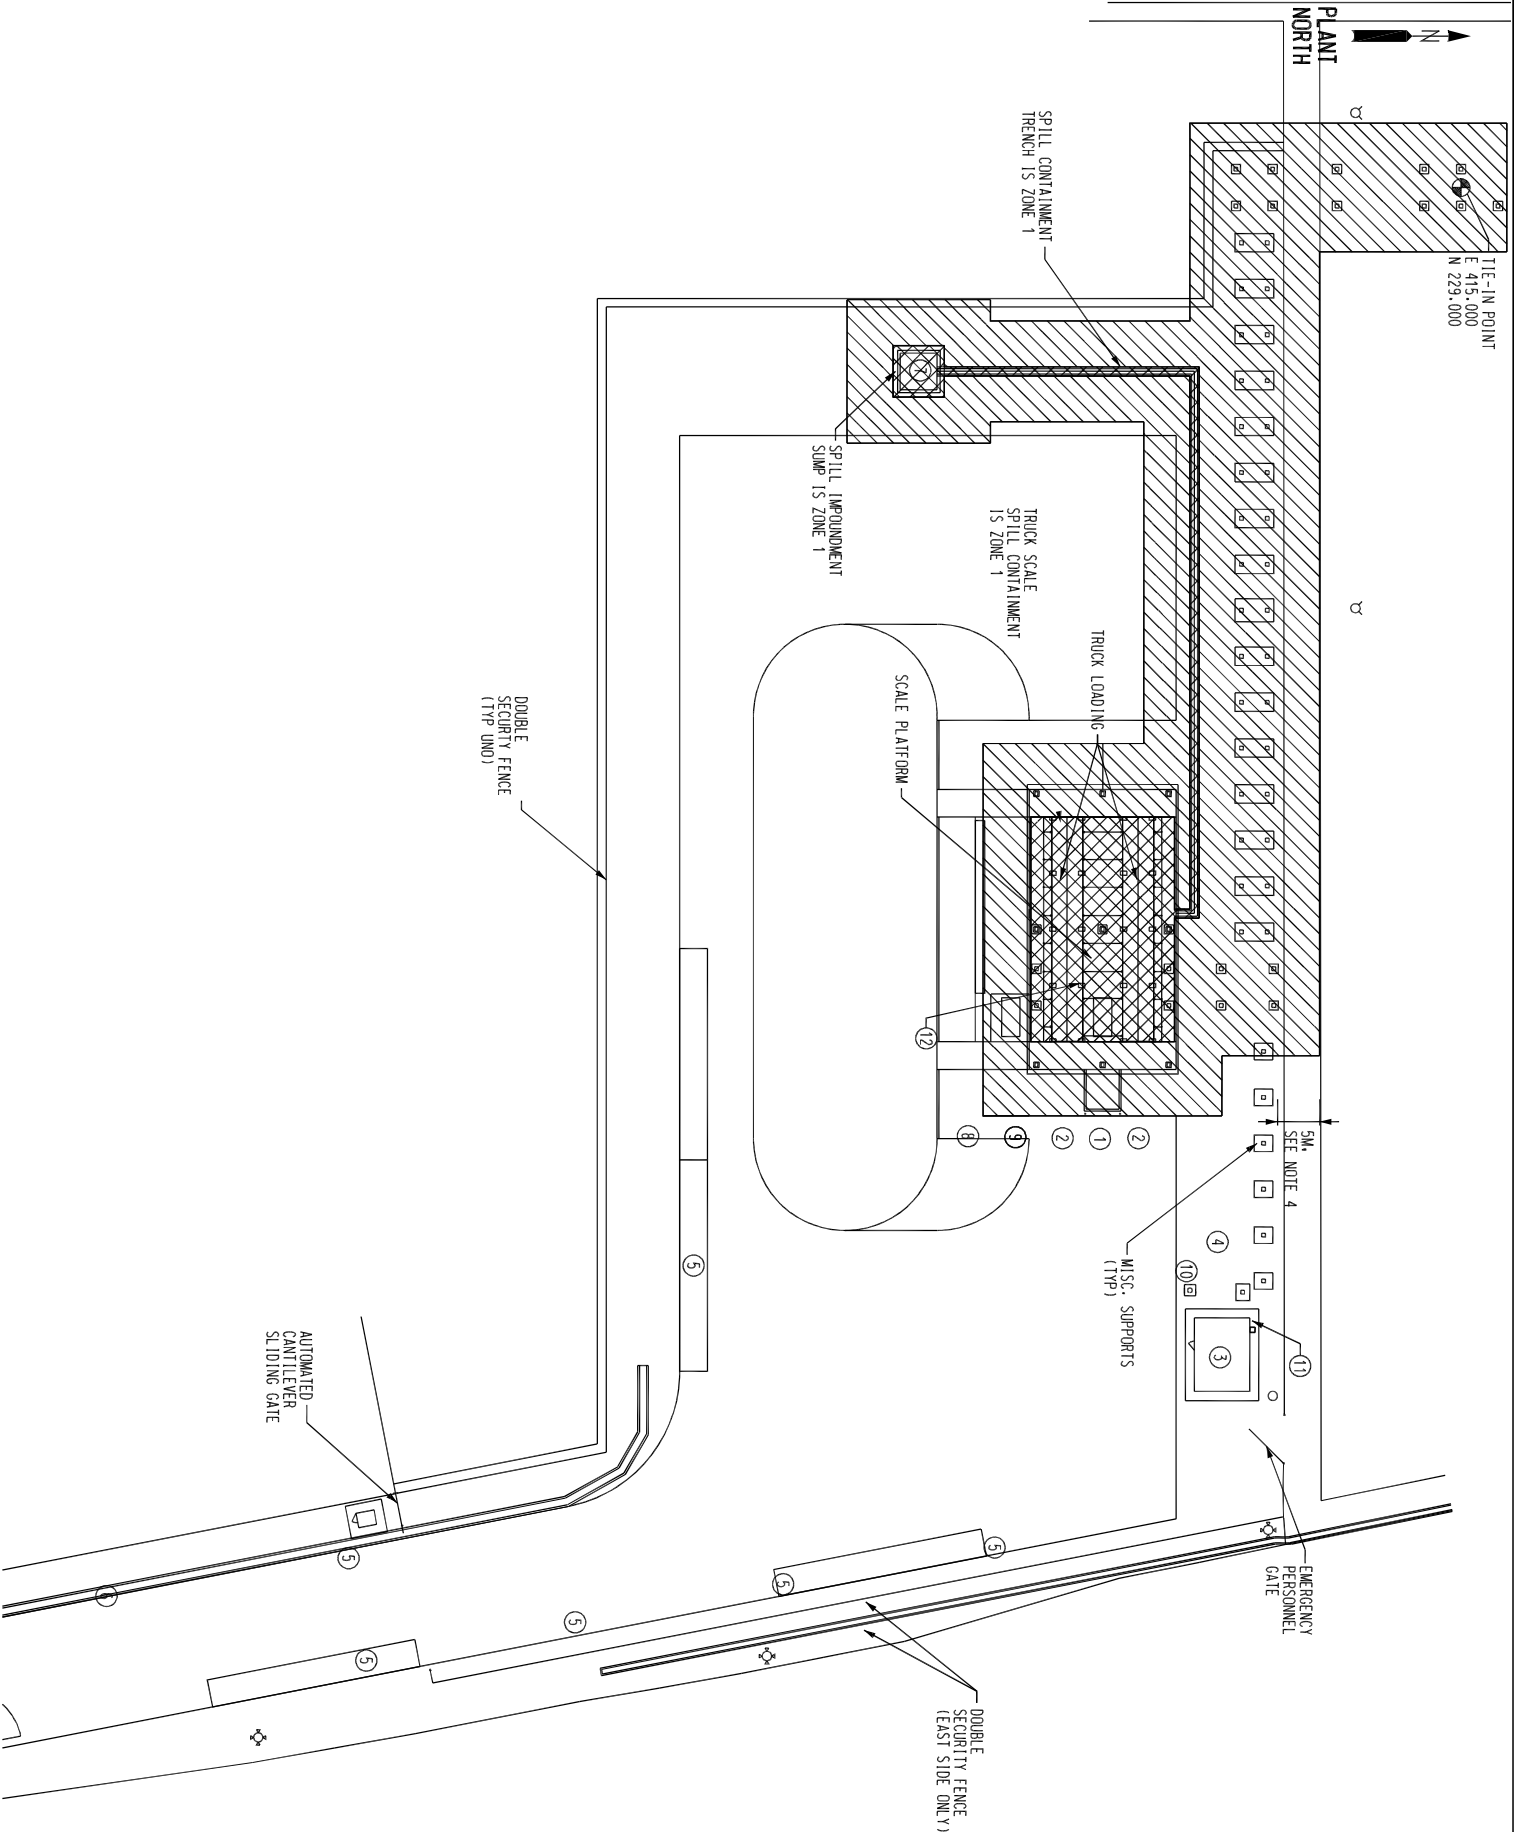 PLANT
NORTH
N
TIE-IN POINT
E 415.000
N 229.000
SPILL CONTAINMENT
TRENCH IS ZONE 1
7
SPILL IMPOUNDMENT
SUMP IS ZONE 1
TRUCK SCALE
SPILL CONTAINMENT
IS ZONE 1
TRUCK LOADING
SCALE PLATFORM
DOUBLE
SECURTY FENCE
(TYP UNO)
12
8
9
2
1
2
5M.
SEE NOTE 4
4
10
MISC. SUPPORTS
(TYP)
3
11
5
AUTOMATED
CANTILEVER
SLIDING GATE
EMERGENCY
PERSONNEL
GATE
5
5
5
5
5
DOUBLE
SECURITY FENCE
(EAST SIDE ONLY)